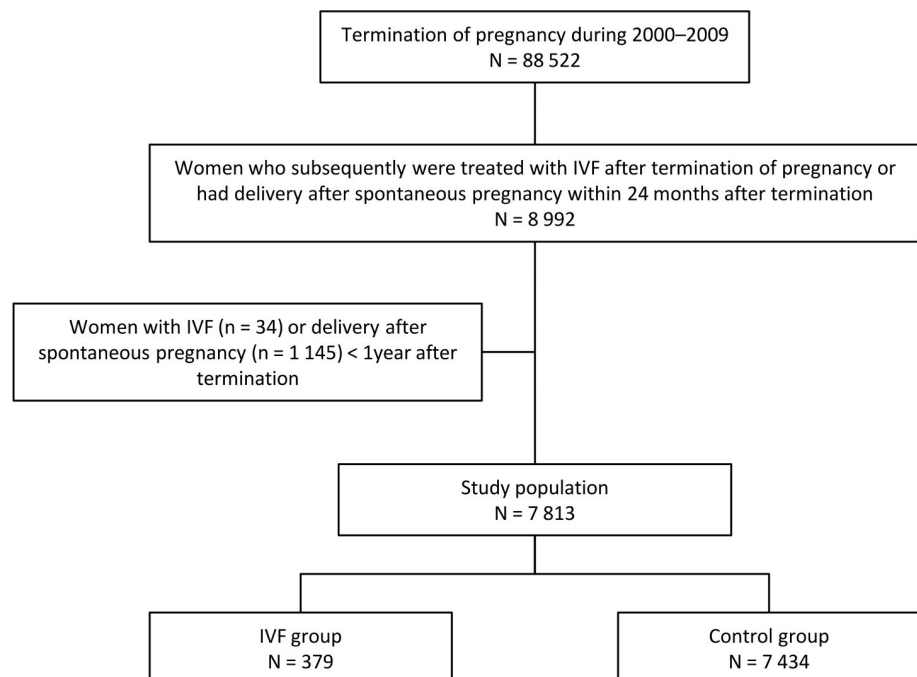 Termination of pregnancy during 2000–2009
N = 88 522
Women who subsequently were treated with IVF after termination of pregnancy or
had delivery after spontaneous pregnancy within 24 months after termination
N = 8 992
Women with IVF (n = 34) or delivery after
spontaneous pregnancy (n = 1 145) < 1year after
termination
Study population
N = 7 813
IVF group
N = 379
Control group
N = 7 434